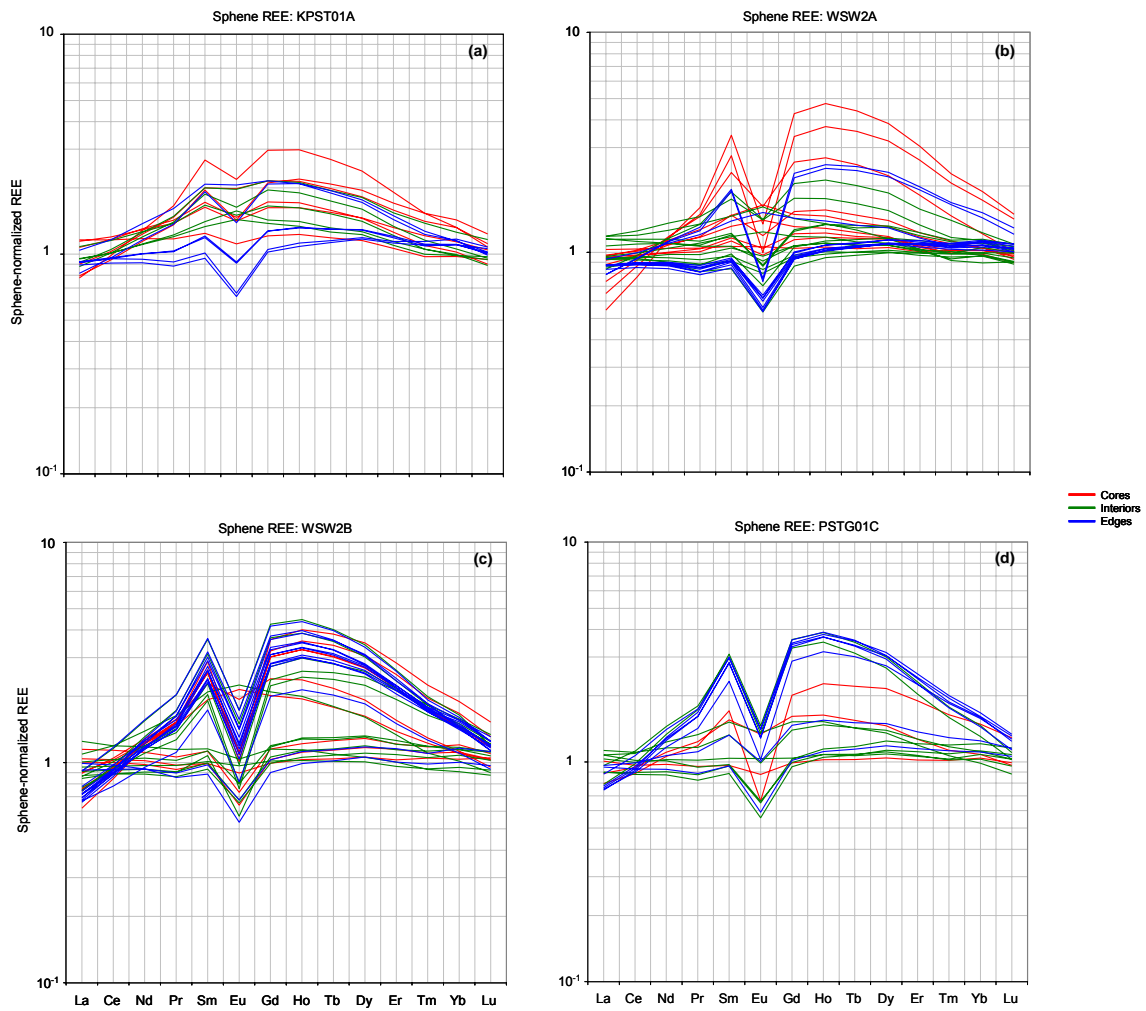 Sphene REE: KPST01A
10
(a)
1
10-1
Sphene-normalized REE
Sphene REE: WSW2A
10
(b)
1
10-1
Cores
Interiors
Edges
Sphene REE: WSW2B
10
(c)
1
10-1
Sphene-normalized REE
La Ce Nd Pr Sm Eu Gd Ho Tb Dy Er Tm Yb Lu
Sphene REE: PSTG01C
10
(d)
1
10-1
La Ce Nd Pr Sm Eu Gd Ho Tb Dy Er Tm Yb Lu